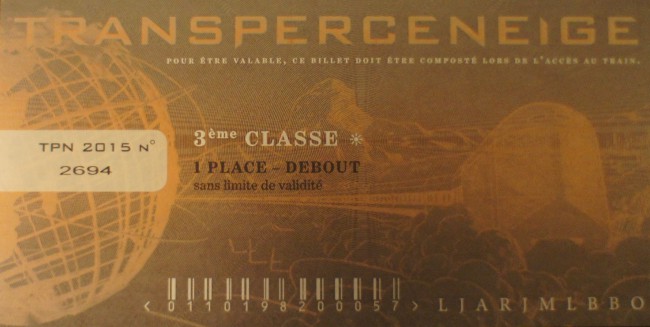 TRANSPERCENEIGE
POUR ÊTRE VALABLE, CE BILLET DOIT ÊTRE COMPOSTÉ LORS DE L'ACCÈS AU TRAIN.
TPN 2015 N°
2694
3ème CLASSE ✳
1 PLACE – DEBOUT
sans limite de validité
< 0110198200057 > LJARJMLBBO